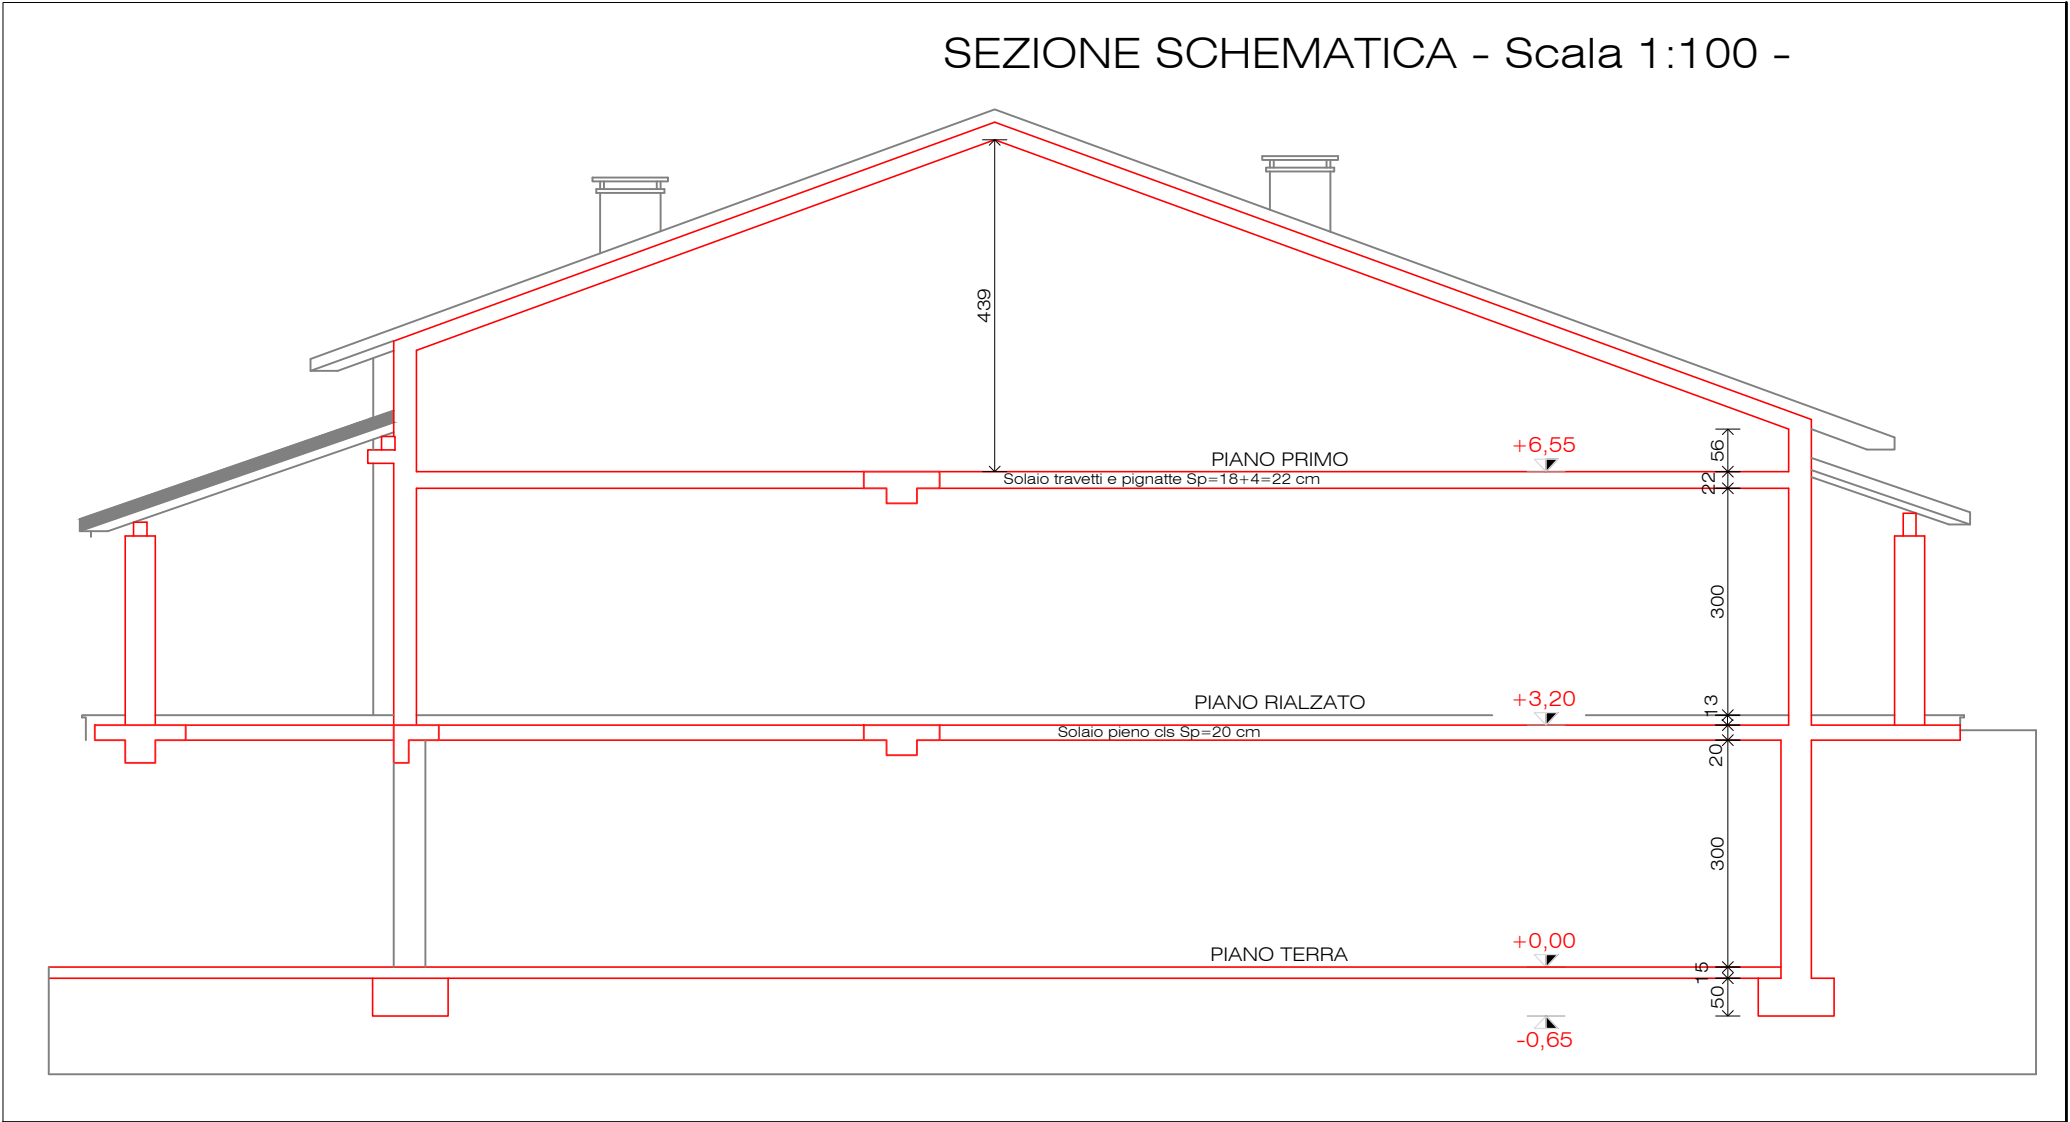 SEZIONE SCHEMATICA - Scala 1:100 -
439
PIANO PRIMO
+6,55
56
Solaio travetti e pignatte Sp=18+4=22 cm
22
300
PIANO RIALZATO
+3,20
13
Solaio pieno cls Sp=20 cm
20
300
PIANO TERRA
+0,00
15
50
-0,65